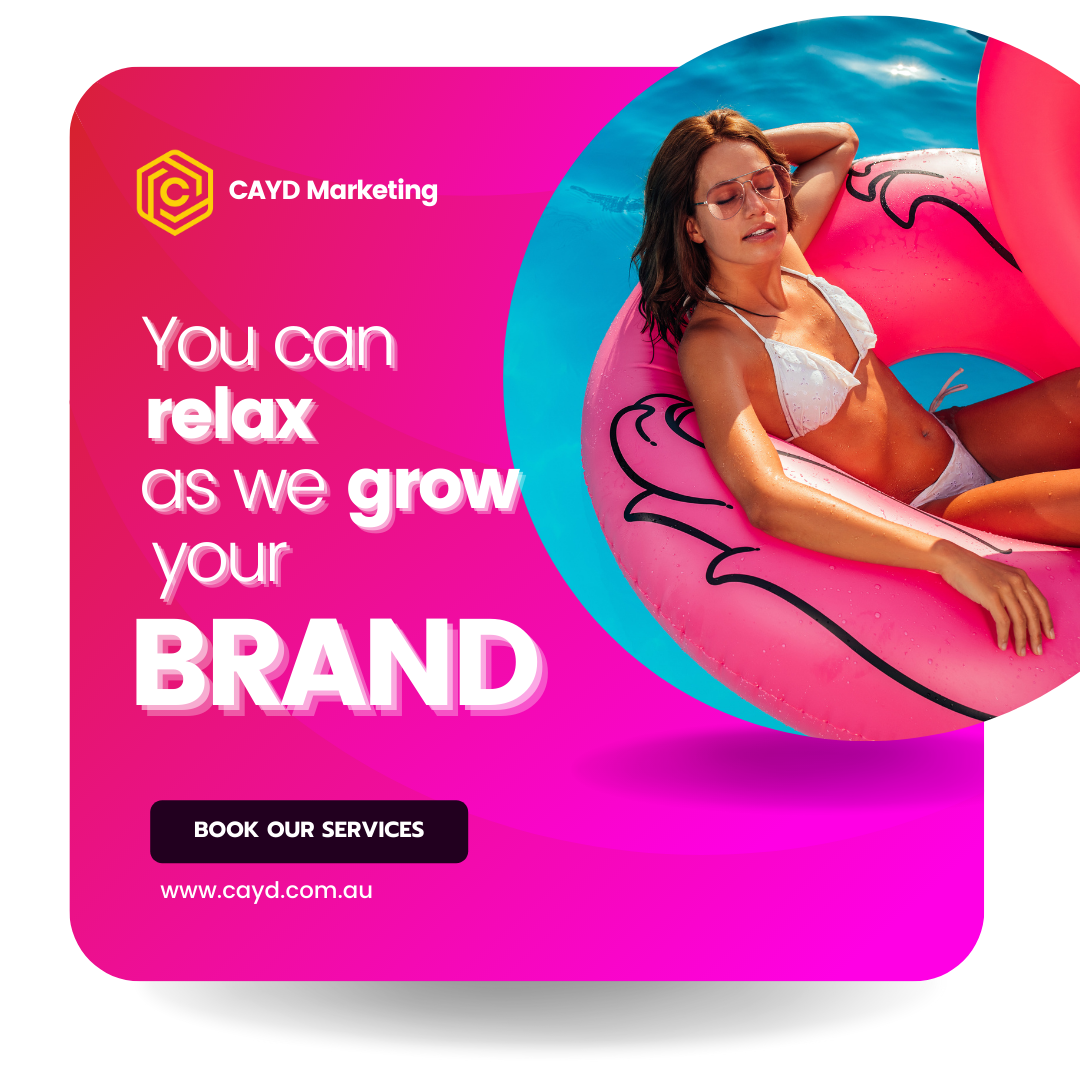 CAYD Marketing
You can
relax
as we grow
your
BRAND
BOOK OUR SERVICES
www.cayd.com.au